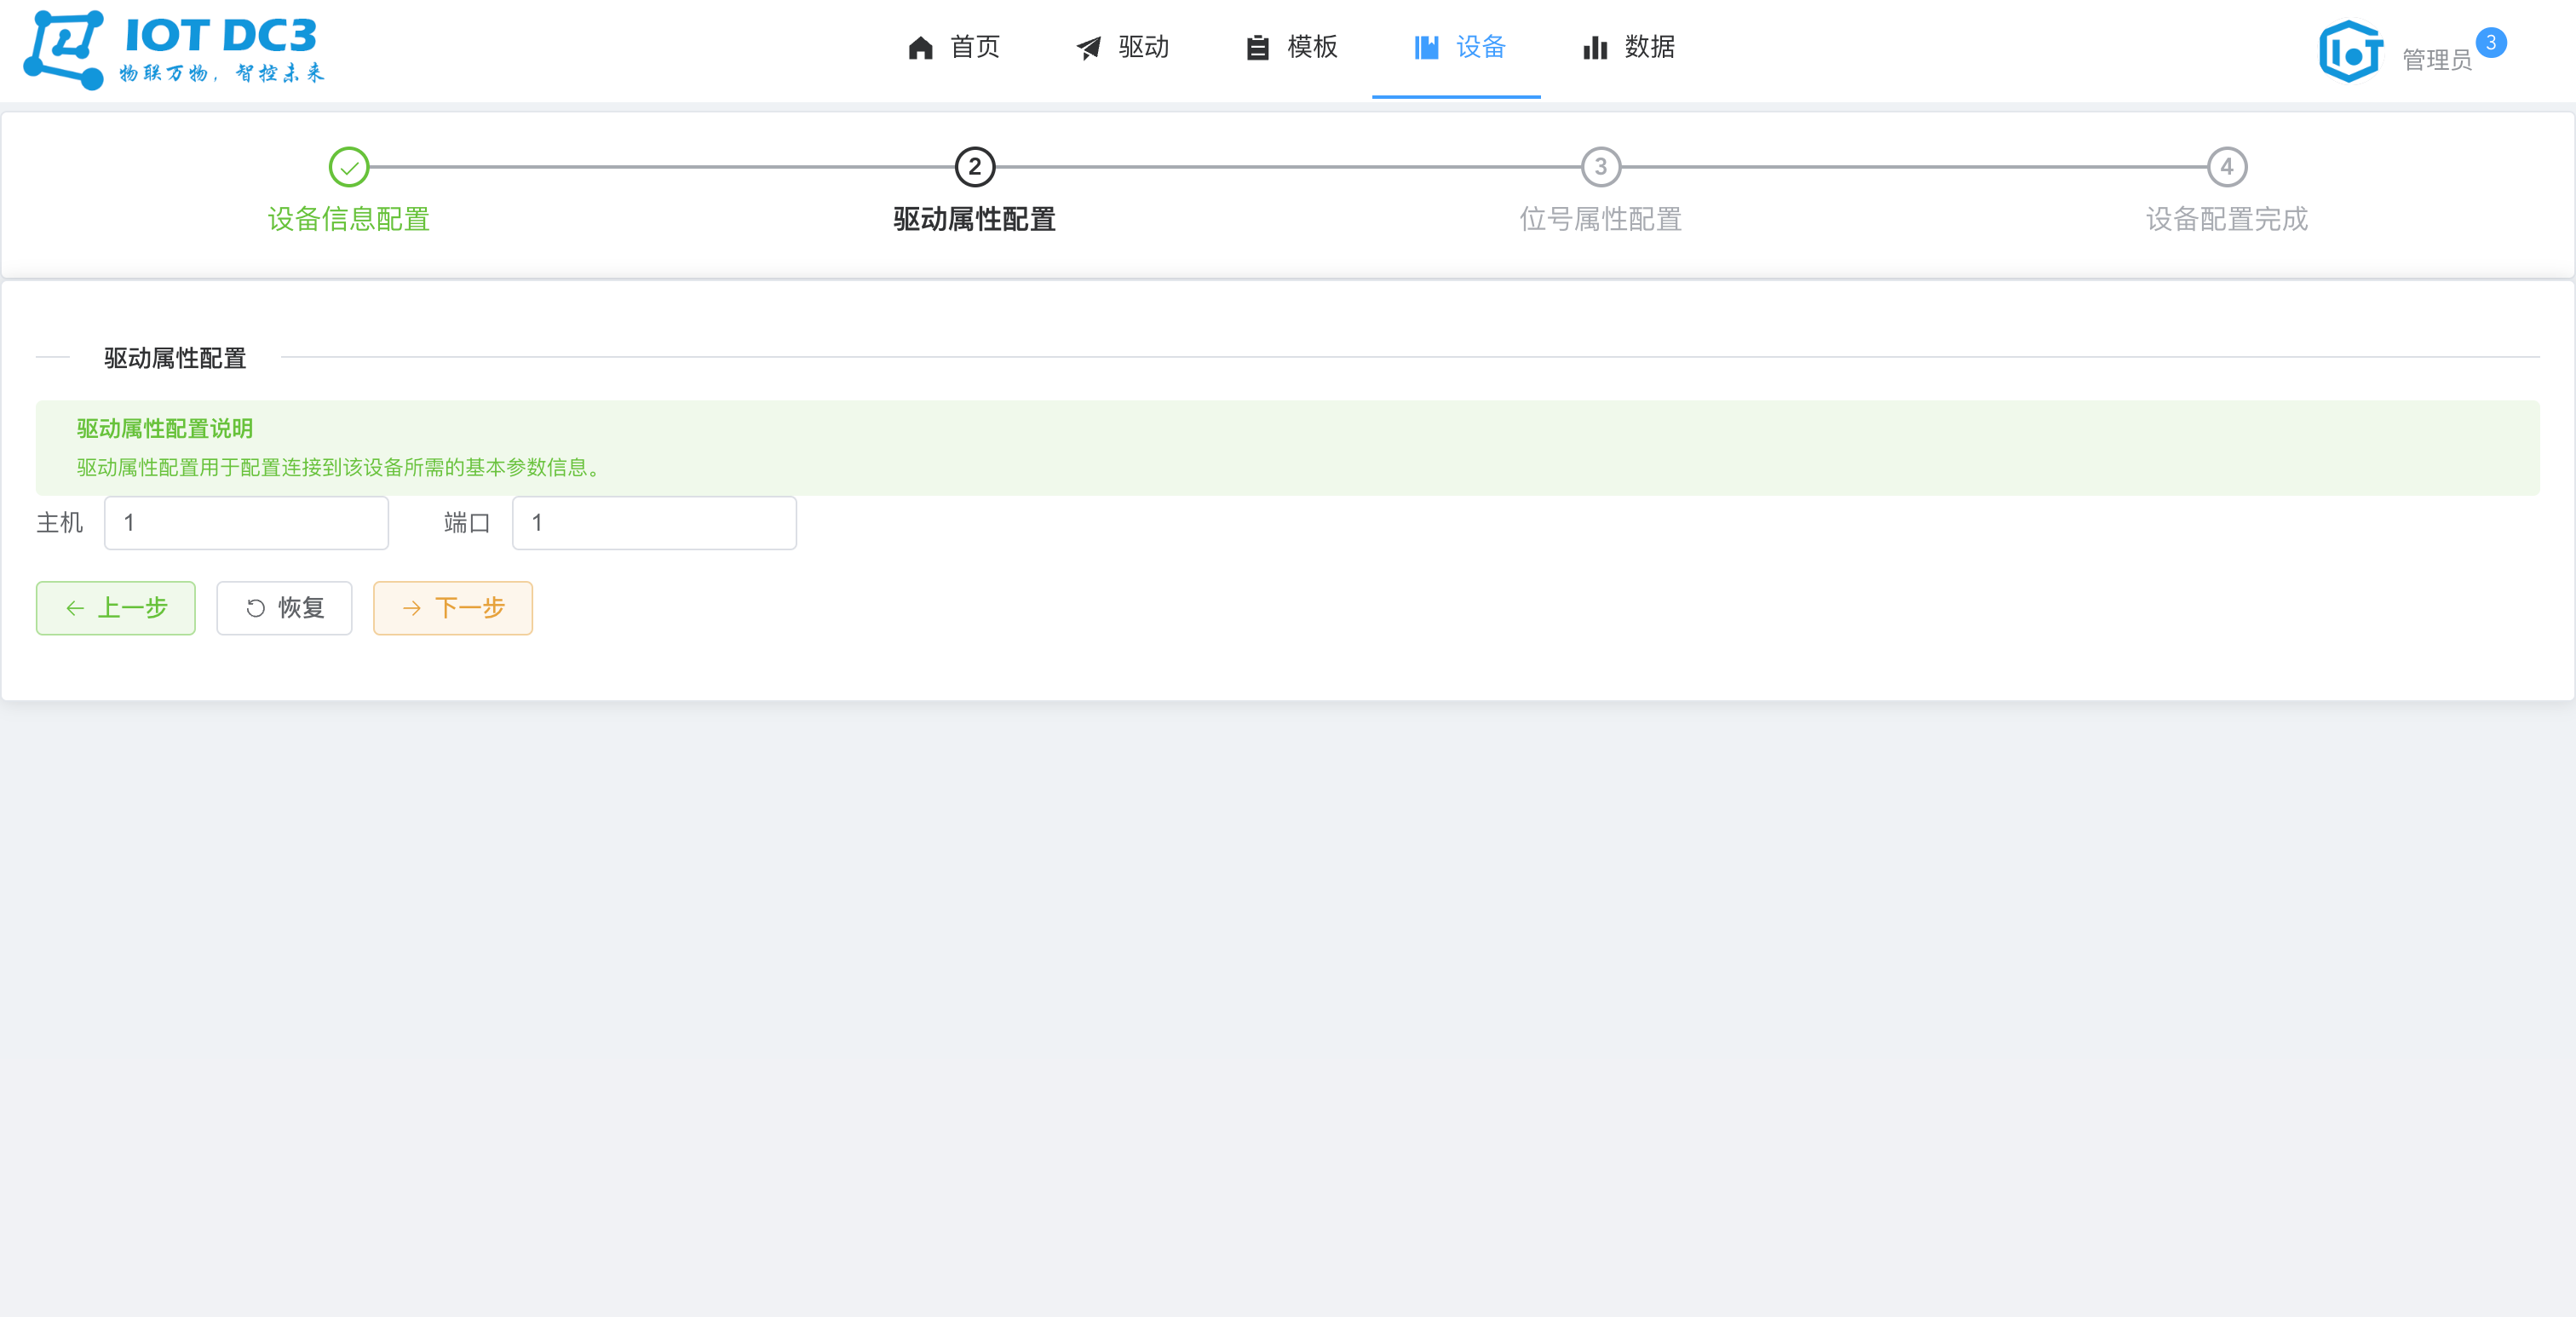 IOT DC3
物联万物，智控未来
首页
驱动
模板
设备
数据
IoT
管理员
3
2
3
4
设备信息配置
驱动属性配置
位号属性配置
设备配置完成
驱动属性配置
驱动属性配置说明
驱动属性配置用于配置连接到该设备所需的基本参数信息。
主机 1
端口 1
上一步
恢复
下一步